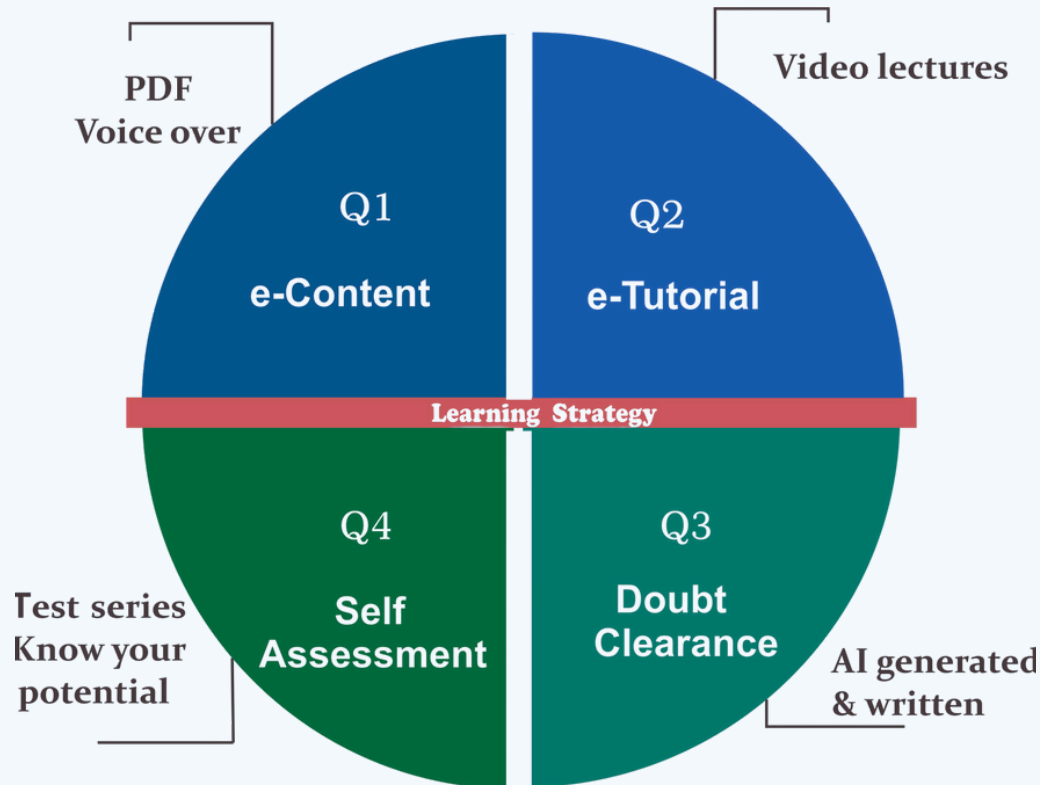 PDF
Voice over
Video lectures
Q1
e-Content
Q2
e-Tutorial
Learning Strategy
Q4
Self
Assessment
Q3
Doubt
Clearance
Test series
Know your
potential
AI generated
& written